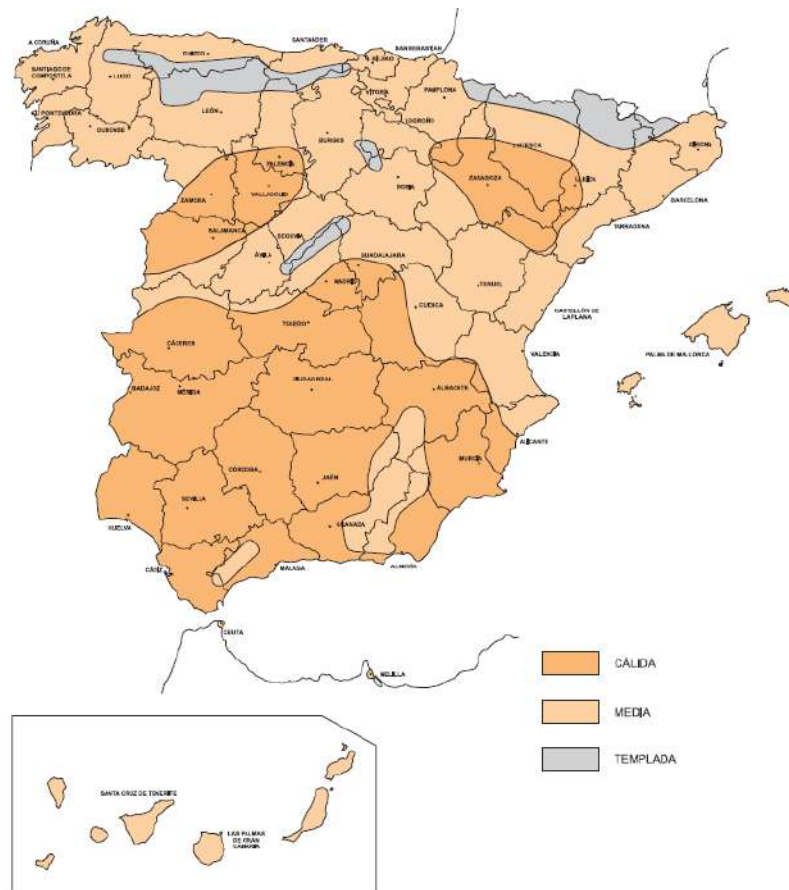 A CORUÑA
OVIEDO
SANTANDER
SAN SEBASTIAN
BILBAO
SANTIAGO DE
COMPOSTELA
LUGO
VITORIA
PAMPLONA
LEÓN
LOGROÑO
PONTEVEDRA
OURENSE
BURGOS
HUESCA
GIRONA
PALENCIA
ZAMORA
VALLADOLID
SORIA
ZARAGOZA
LLEIDA
BARCELONA
SALAMANCA
SEGOVIA
TARRAGONA
ÁVILA
GUADALAJARA
MADRID
TERUEL
CUENCA
CASTELLÓN DE
LA PLANA
TOLEDO
CÁCERES
VALENCIA
PALMA DE MALLORCA
BADAJOZ
MÉRIDA
CIUDAD REAL
ALBACETE
ALICANTE
CÓRDOBA
JAÉN
MURCIA
SEVILLA
HUELVA
GRANADA
CÁDIZ
MÁLAGA
ALMERÍA
CEUTA
MELILLA
CÁLIDA
MEDIA
TEMPLADA
SANTA CRUZ DE TENERIFE
LAS PALMAS
DE GRAN
CANARIA